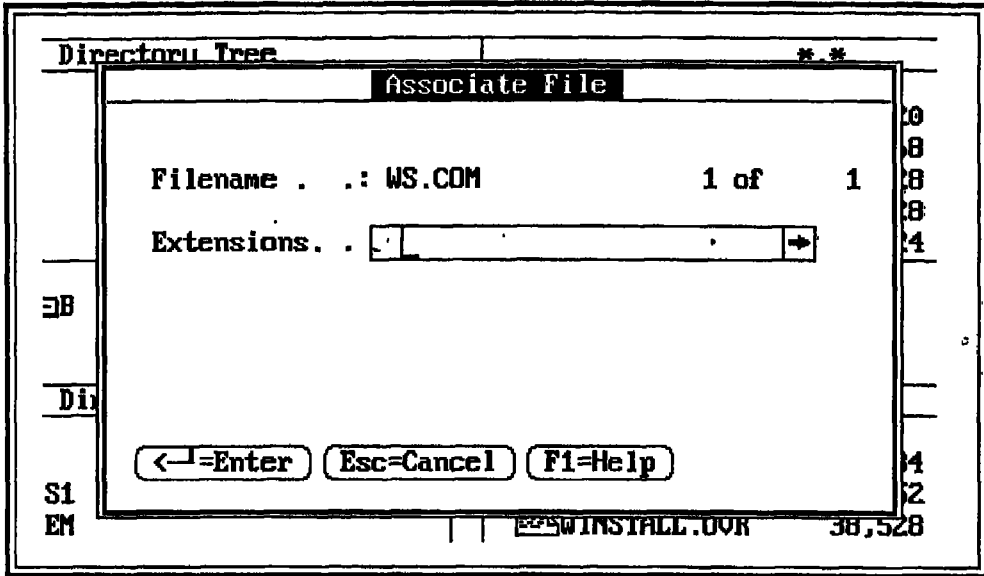 Directory Tree *.*
Associate File
Filename . .: WS.COM 1 of 1
Extensions. .
B
<─┘=Enter Esc=Cancel F1=Help
S1
EM WINSTALL.OVR 38,528